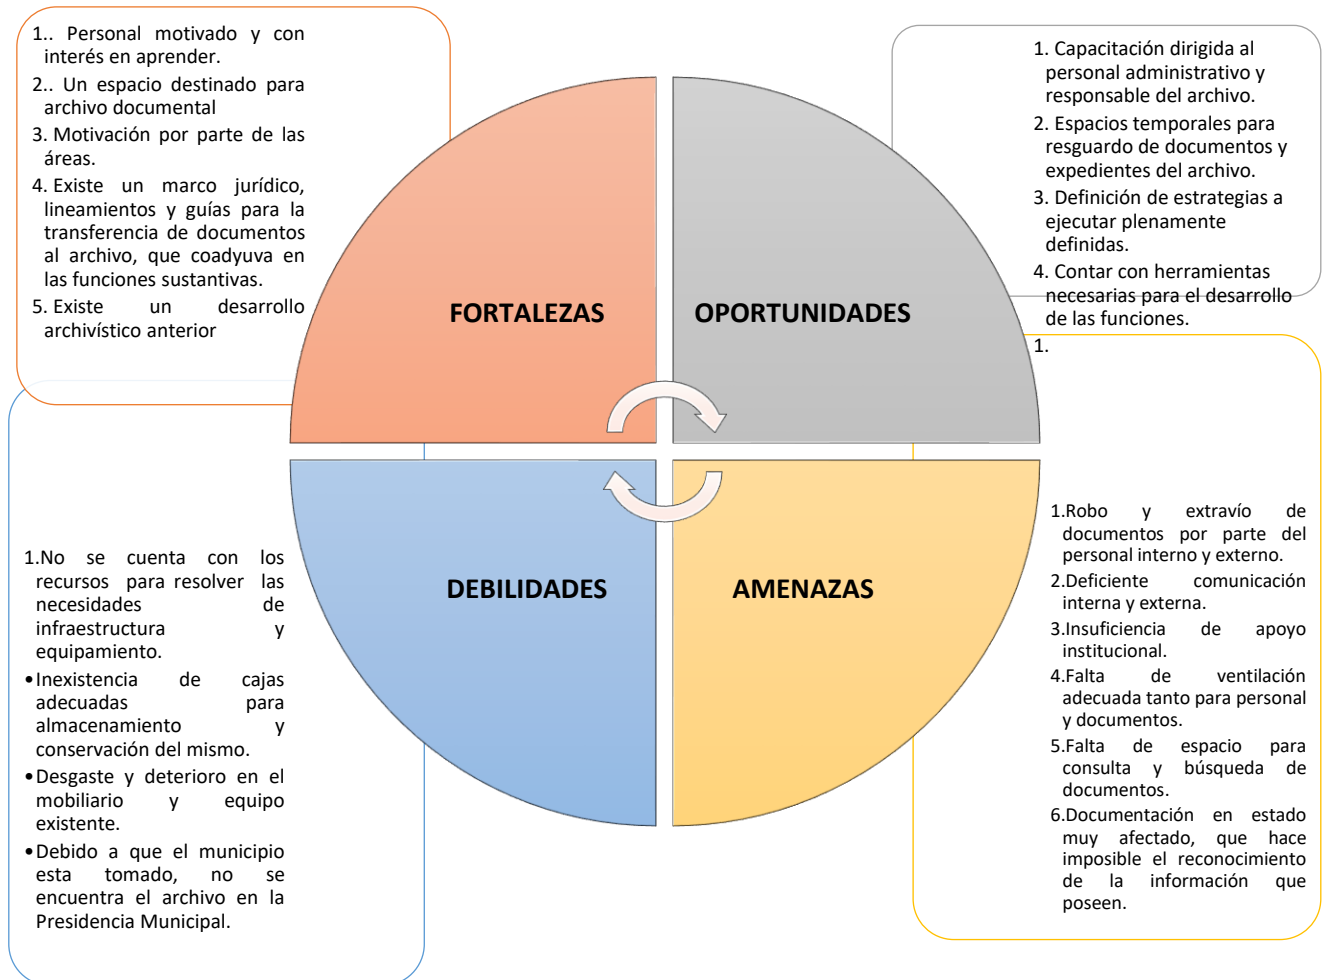 1.. Personal motivado y con
interés en aprender.
2.. Un espacio destinado para
archivo documental
3. Motivación por parte de las
áreas.
4. Existe un marco jurídico,
lineamientos y guías para la
transferencia de documentos
al archivo, que coadyuva en
las funciones sustantivas.
5. Existe un desarrollo
archivístico anterior
FORTALEZAS
1. Capacitación dirigida al
personal administrativo y
responsable del archivo.
2. Espacios temporales para
resguardo de documentos y
expedientes del archivo.
3. Definición de estrategias a
ejecutar plenamente
definidas.
4. Contar con herramientas
necesarias para el desarrollo
de las funciones.
1.
OPORTUNIDADES
1.No se cuenta con los
recursos para resolver las
necesidades de
infraestructura y
equipamiento.
•Inexistencia de cajas
adecuadas para
almacenamiento y
conservación del mismo.
•Desgaste y deterioro en el
mobiliario y equipo
existente.
•Debido a que el municipio
esta tomado, no se
encuentra el archivo en la
Presidencia Municipal.
DEBILIDADES
AMENAZAS
1.Robo y extravío de
documentos por parte del
personal interno y externo.
2.Deficiente comunicación
interna y externa.
3.Insuficiencia de apoyo
institucional.
4.Falta de ventilación
adecuada tanto para personal
y documentos.
5.Falta de espacio para
consulta y búsqueda de
documentos.
6.Documentación en estado
muy afectado, que hace
imposible el reconocimiento
de la información que
poseen.